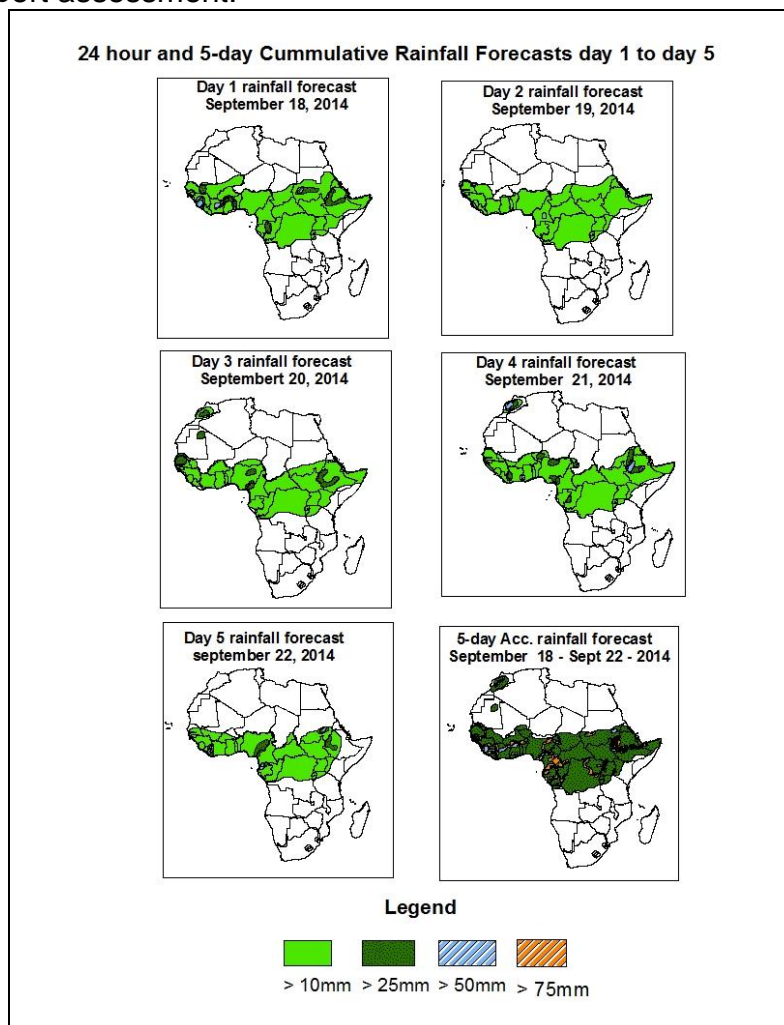 24 hour and 5-day Cummulative Rainfall Forecasts day 1 to day 5
Day 1 rainfall forecast
September 18, 2014
Day 2 rainfall forecast
September 19, 2014
Day 3 rainfall forecast
Septembert 20, 2014
Day 4 rainfall forecast
September 21, 2014
Day 5 rainfall forecast
september 22, 2014
5-day Acc. rainfall forecast
September 18 - Sept 22 - 2014
Legend
> 10mm > 25mm > 50mm > 75mm